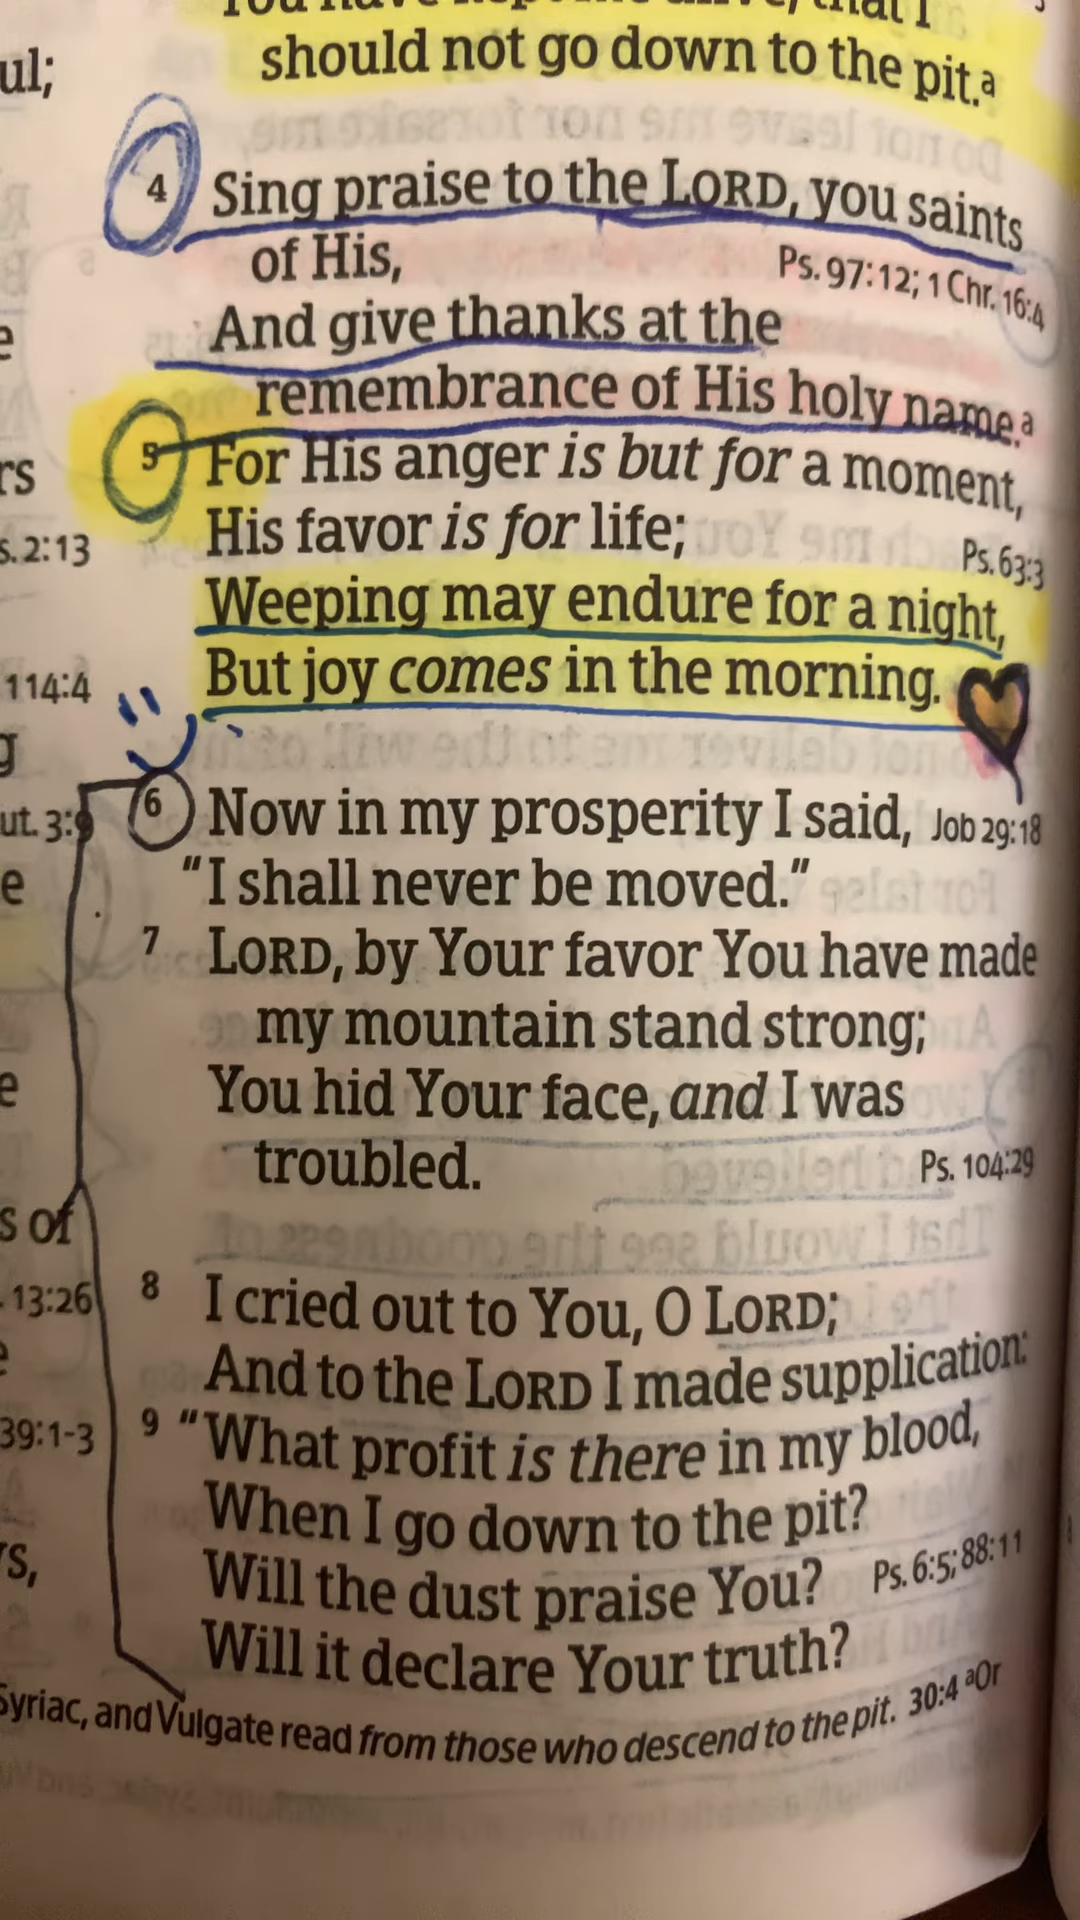 You have kept me alive, that I
should not go down to the pit.a
4 Sing praise to the LORD, you saints
of His,
Ps. 97:12; 1 Chr. 16:4
And give thanks at the
remembrance of His holy name.a
5 For His anger is but for a moment,
His favor is for life;
Ps. 63:3
Weeping may endure for a night,
But joy comes in the morning.
6 Now in my prosperity I said, Job 29:18
"I shall never be moved."
7 LORD, by Your favor You have made
my mountain stand strong;
You hid Your face, and I was
troubled. Ps. 104:29
8 I cried out to You, O LORD;
And to the LORD I made supplication:
9 "What profit is there in my blood,
When I go down to the pit?
Will the dust praise You? Ps. 6:5; 88:11
Will it declare Your truth?
Syriac, and Vulgate read from those who descend to the pit. 30:4 aOr
ul;
rs
s. 2:13
114:4
g
ut. 3:9
e
e
s of
13:26
39:1-3
rs,